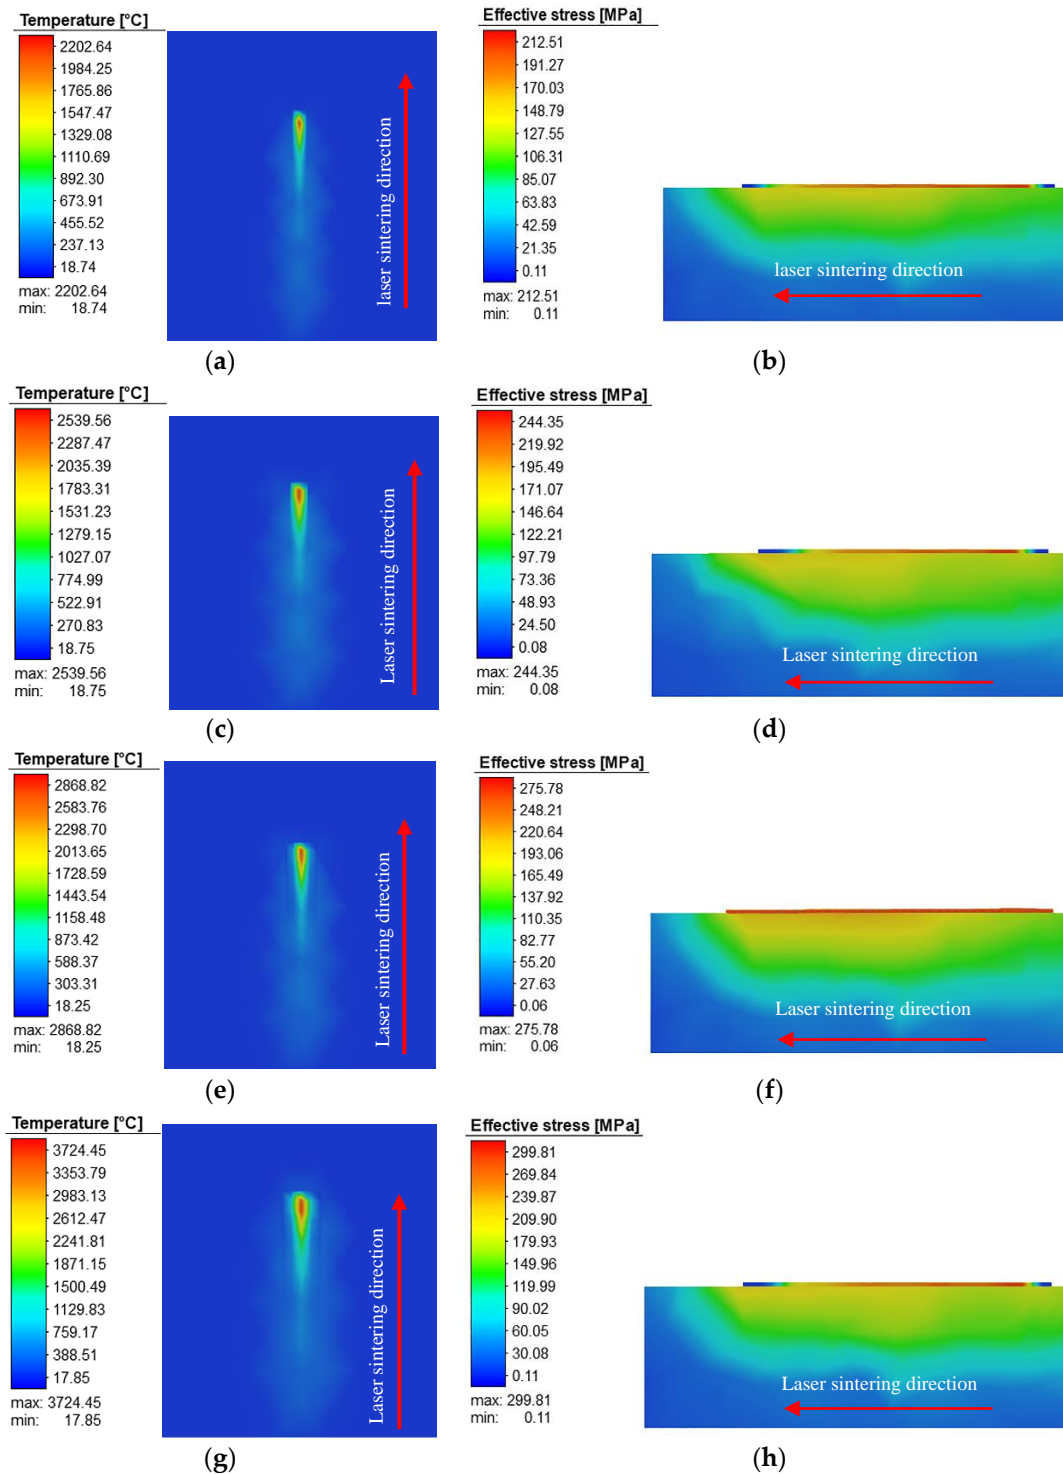 Temperature [°C]
2202.64
1984.25
1765.86
1547.47
1329.08
1110.69
892.30
673.91
455.52
237.13
18.74
max: 2202.64
min: 18.74
laser sintering direction
(a)
Effective stress [MPa]
212.51
191.27
170.03
148.79
127.55
106.31
85.07
63.83
42.59
21.35
0.11
max: 212.51
min: 0.11
laser sintering direction
(b)
Temperature [°C]
2539.56
2287.47
2035.39
1783.31
1531.23
1279.15
1027.07
774.99
522.91
270.83
18.75
max: 2539.56
min: 18.75
Laser sintering direction
(c)
Effective stress [MPa]
244.35
219.92
195.49
171.07
146.64
122.21
97.79
73.36
48.93
24.50
0.08
max: 244.35
min: 0.08
Laser sintering direction
(d)
Temperature [°C]
2868.82
2583.76
2298.70
2013.65
1728.59
1443.54
1158.48
873.42
588.37
303.31
18.25
max: 2868.82
min: 18.25
Laser sintering direction
(e)
Effective stress [MPa]
275.78
248.21
220.64
193.06
165.49
137.92
110.35
82.77
55.20
27.63
0.06
max: 275.78
min: 0.06
Laser sintering direction
(f)
Temperature [°C]
3724.45
3353.79
2983.13
2612.47
2241.81
1871.15
1500.49
1129.83
759.17
388.51
17.85
max: 3724.45
min: 17.85
Laser sintering direction
(g)
Effective stress [MPa]
299.81
269.84
239.87
209.90
179.93
149.96
119.99
90.02
60.05
30.08
0.11
max: 299.81
min: 0.11
Laser sintering direction
(h)